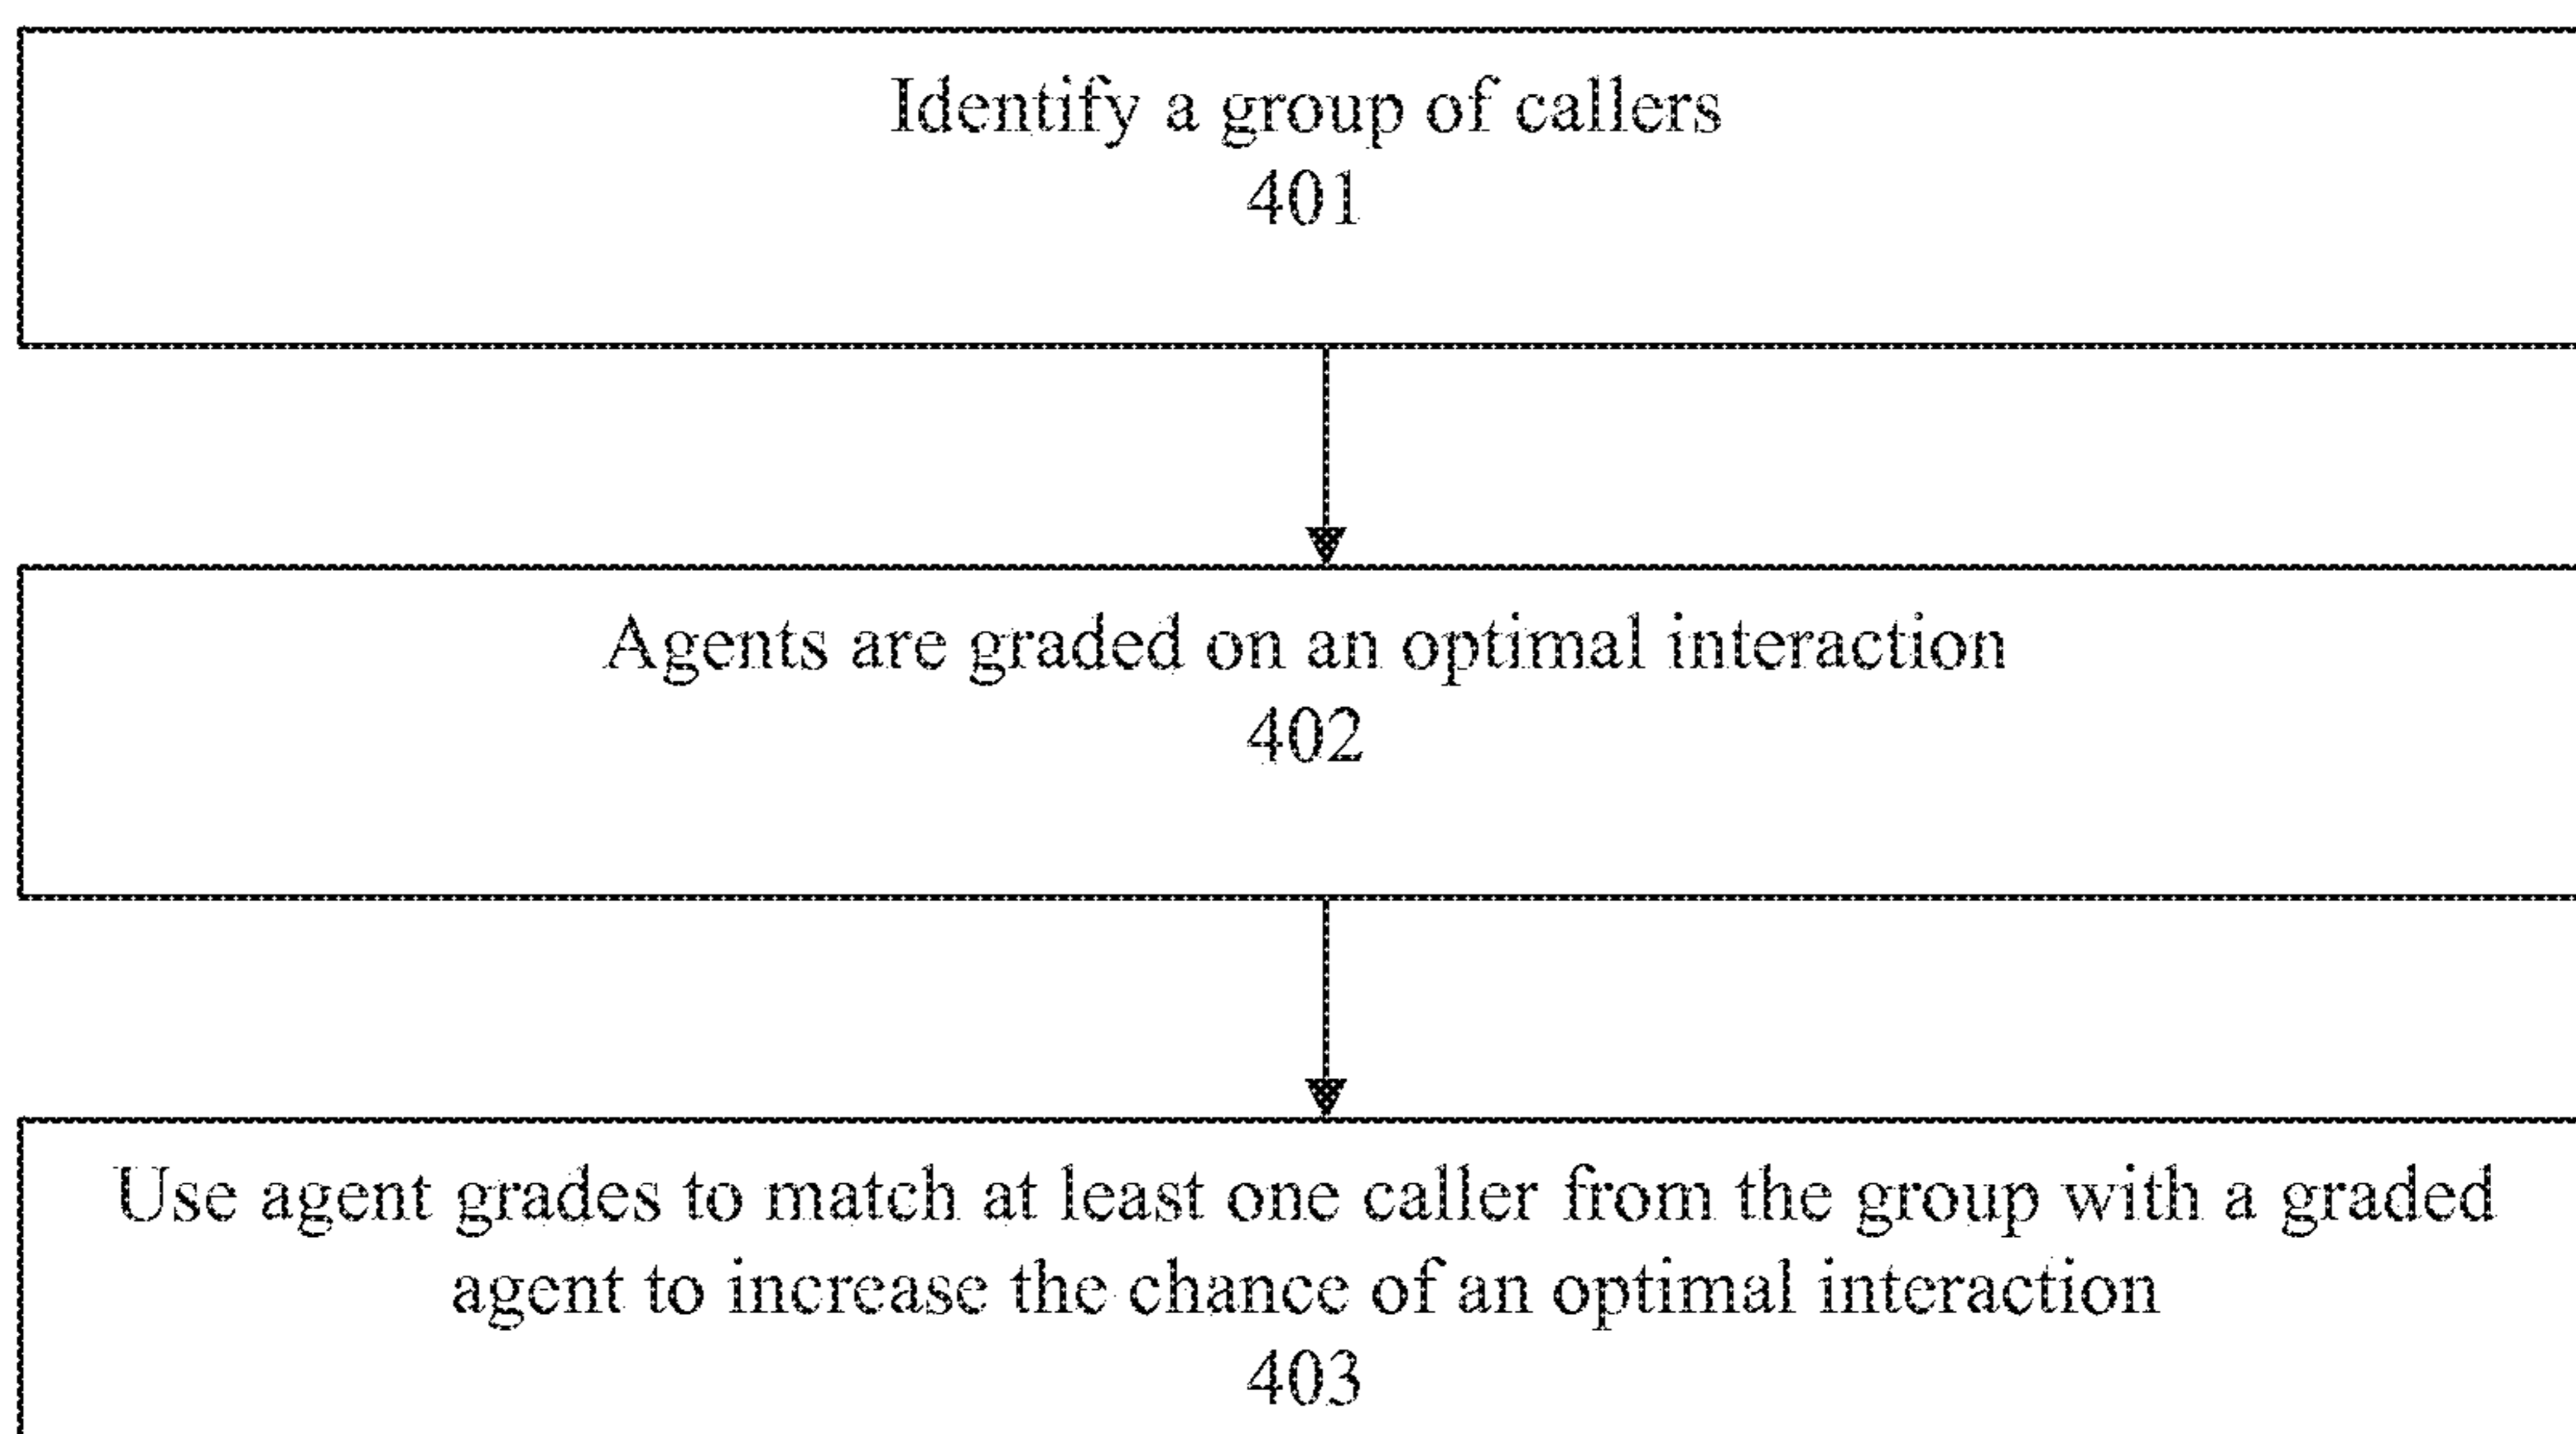 Identify a group of callers
401
Agents are graded on an optimal interaction
402
Use agent grades to match at least one caller from the group with a graded
agent to increase the chance of an optimal interaction
403